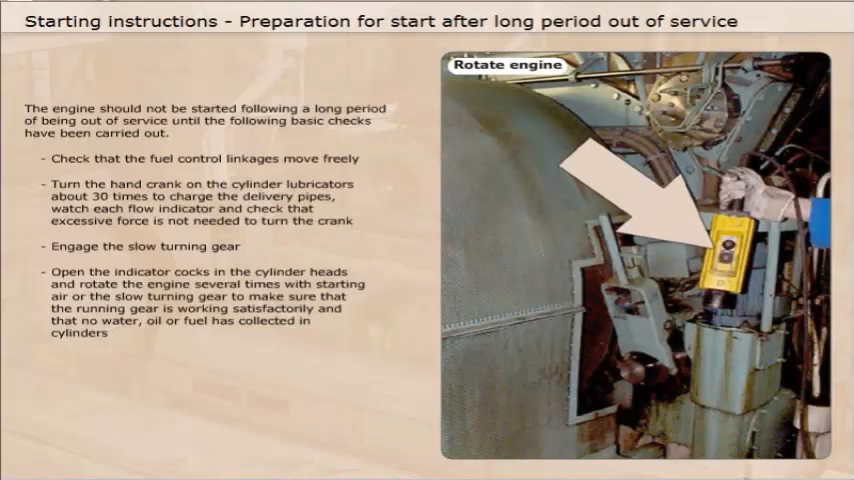 Starting instructions - Preparation for start after long period out of service
Rotate engine
The engine should not be started following a long period
of being out of service until the following basic checks
have been carried out.
- Check that the fuel control linkages move freely
- Turn the hand crank on the cylinder lubricators
about 30 times to charge the delivery pipes,
watch each flow indicator and check that
excessive force is not needed to turn the crank
- Engage the slow turning gear
- Open the indicator cocks in the cylinder heads
and rotate the engine several times with starting
air or the slow turning gear to make sure that
the running gear is working satisfactorily and
that no water, oil or fuel has collected in
cylinders